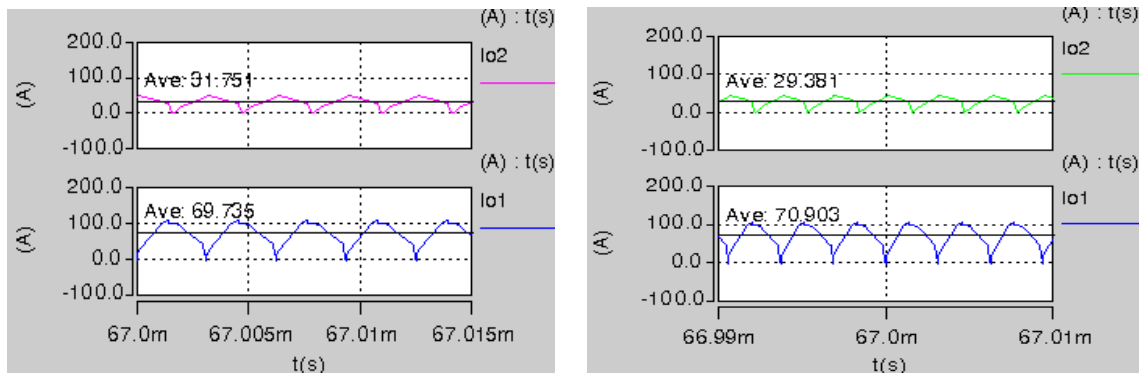 (A) : t(s)
Io2
200.0
100.0
0.0
-100.0
(A)
Ave: 31.751
(A) : t(s)
Io1
200.0
100.0
0.0
-100.0
(A)
Ave: 69.735
67.0m 67.005m 67.01m 67.015m
t(s)
(A) : t(s)
Io2
200.0
100.0
0.0
-100.0
(A)
Ave: 29.381
(A) : t(s)
Io1
200.0
100.0
0.0
-100.0
(A)
Ave: 70.903
66.99m 67.0m 67.01m
t(s)